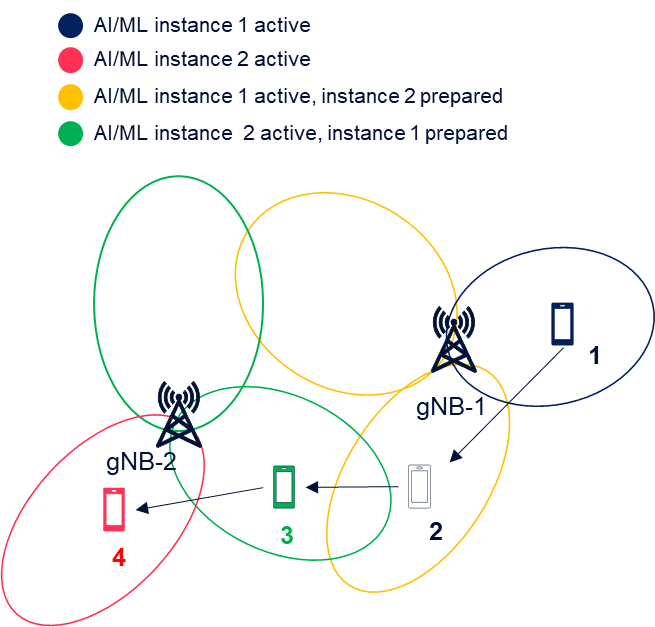 AI/ML instance 1 active
AI/ML instance 2 active
AI/ML instance 1 active, instance 2 prepared
AI/ML instance  2 active, instance 1 prepared
1
gNB-1
gNB-2
2
3
4